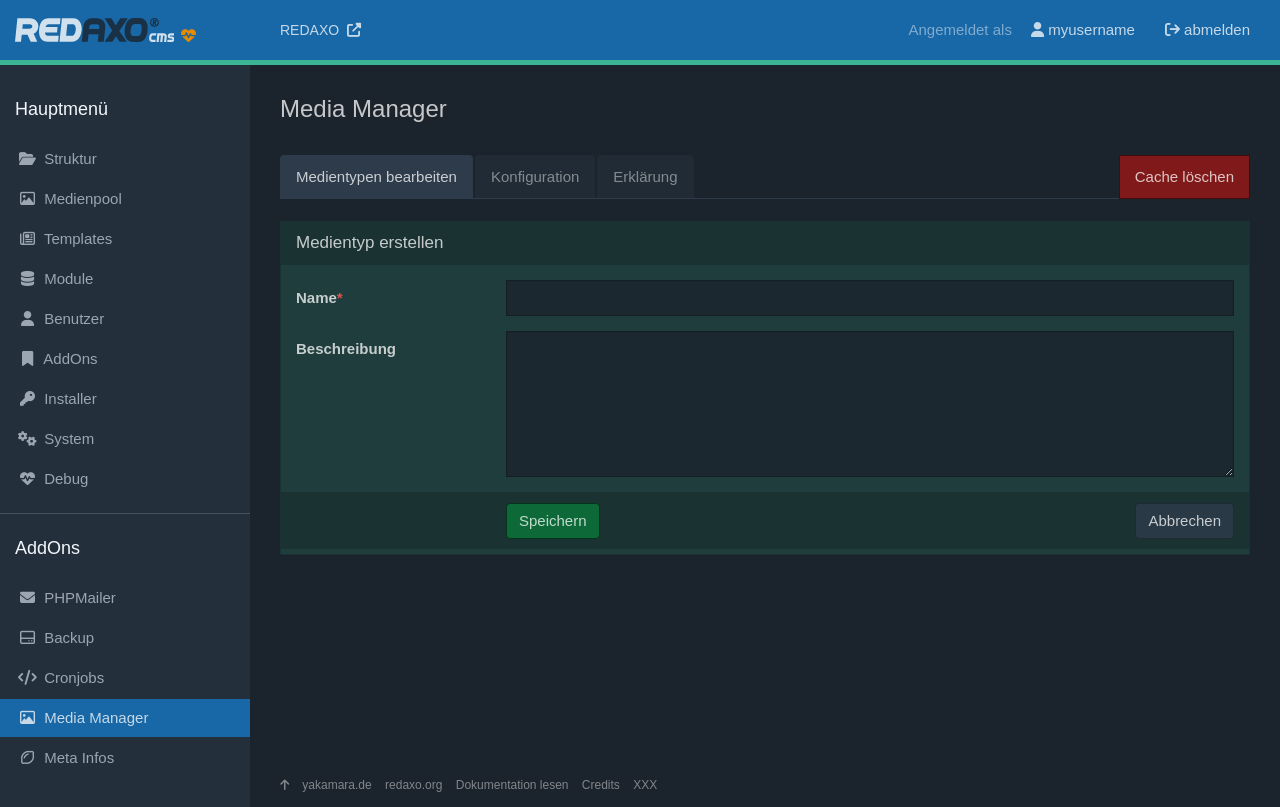 REDAXO® cms
REDAXO
Angemeldet als myusername abmelden
Hauptmenü
Struktur
Medienpool
Templates
Module
Benutzer
AddOns
Installer
System
Debug
AddOns
PHPMailer
Backup
Cronjobs
Media Manager
Meta Infos
Media Manager
Medientypen bearbeiten Konfiguration Erklärung Cache löschen
Medientyp erstellen
Name*
Beschreibung
Speichern Abbrechen
yakamara.de redaxo.org Dokumentation lesen Credits XXX